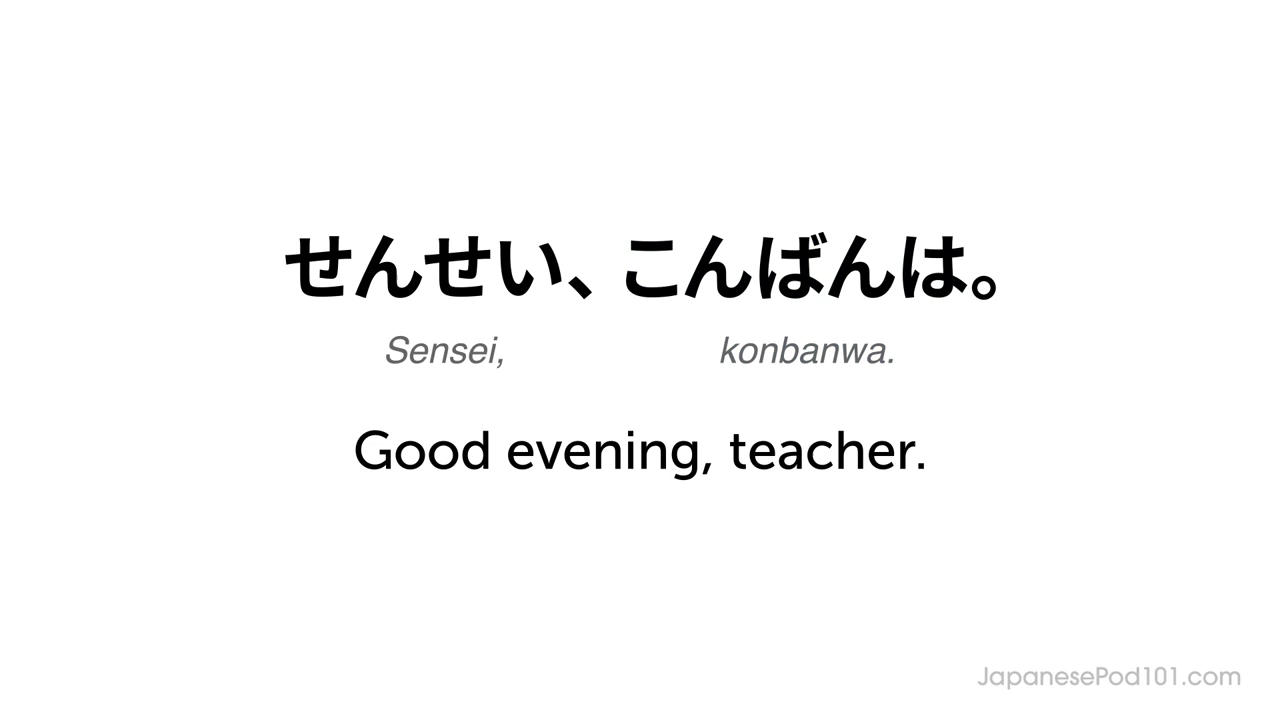 せんせい、こんばんは。
Sensei, konbanwa.
Good evening, teacher.
JapanesePod101.com